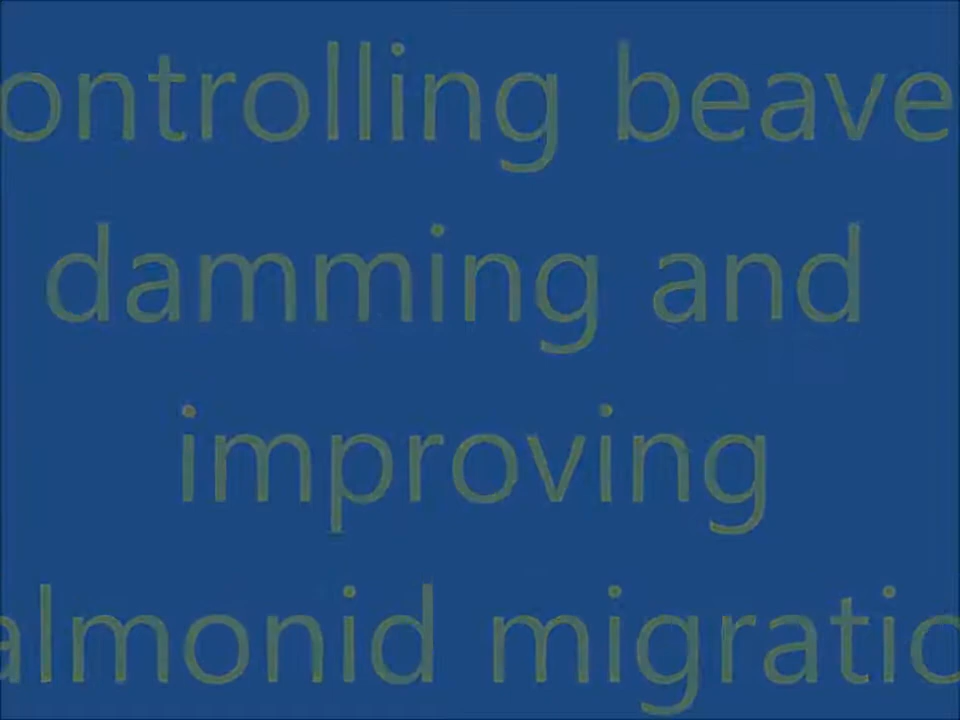 ontrolling beave
damming and
improving
almonid migratio